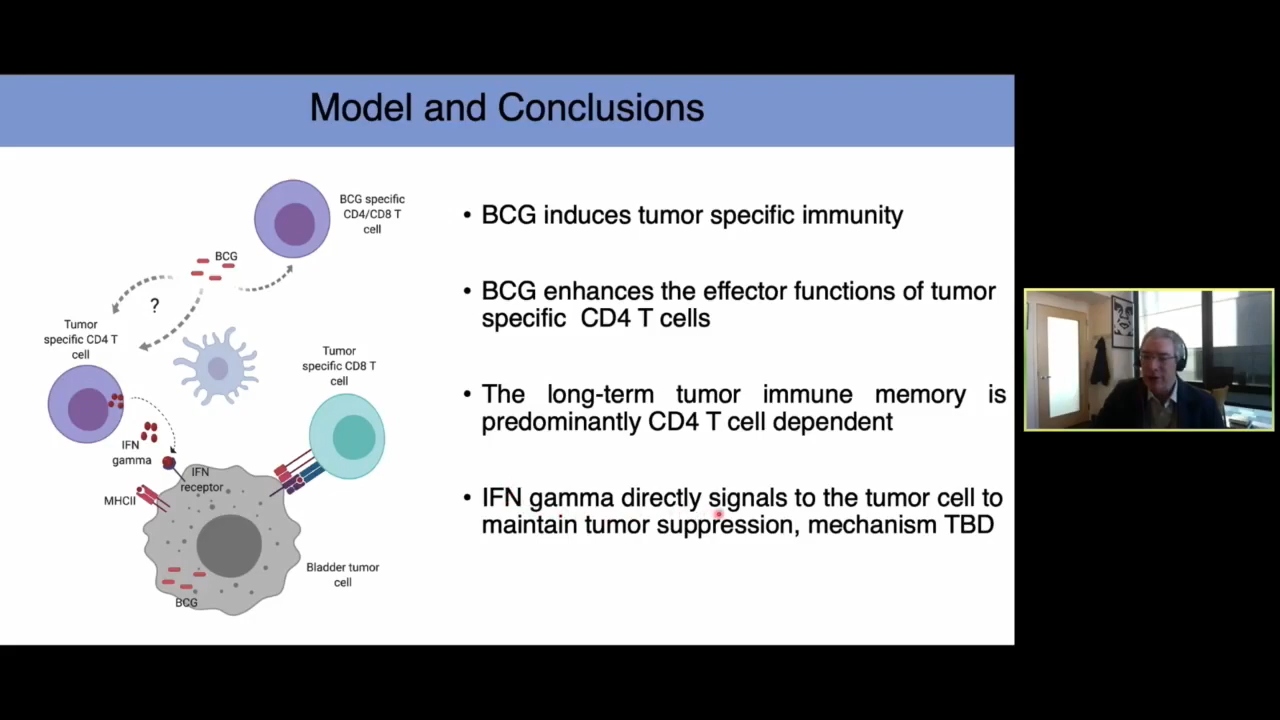 Model and Conclusions
BCG specific
CD4/CD8 T
cell
BCG
?
Tumor
specific CD4 T
cell
Tumor
specific CD8 T
cell
IFN
gamma
IFN
receptor
MHCII
Bladder tumor
cell
BCG
• BCG induces tumor specific immunity
• BCG enhances the effector functions of tumor
specific CD4 T cells
• The long-term tumor immune memory is
predominantly CD4 T cell dependent
• IFN gamma directly signals to the tumor cell to
maintain tumor suppression, mechanism TBD